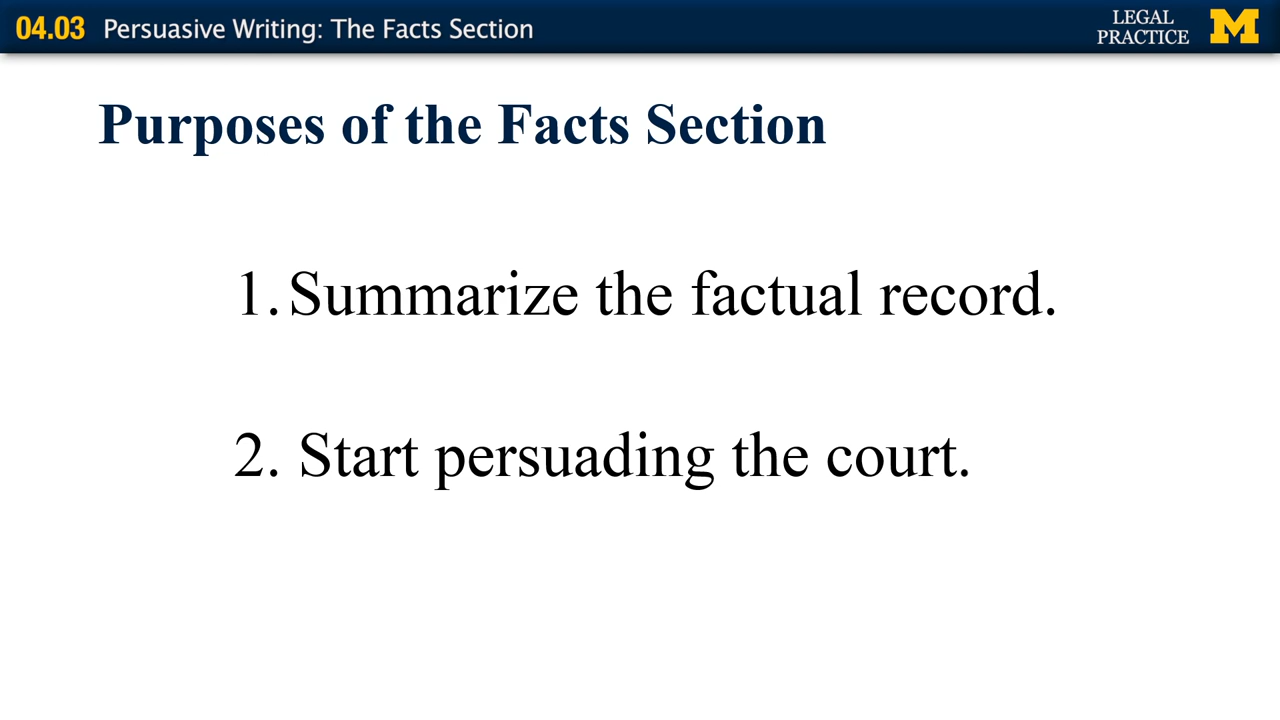 04.03 Persuasive Writing: The Facts Section
LEGAL
PRACTICE
M
Purposes of the Facts Section
1. Summarize the factual record.
2. Start persuading the court.